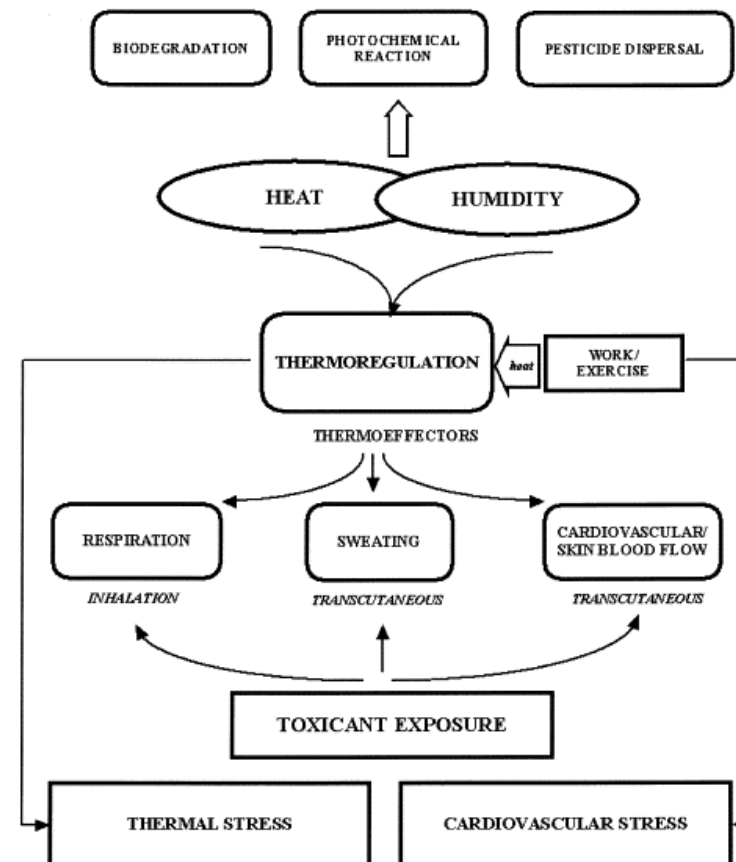 BIODEGRADATION
PHOTOCHEMICAL
REACTION
PESTICIDE DISPERSAL
HEAT
HUMIDITY
THERMOREGULATION
heat
WORK/
EXERCISE
THERMOEFFECTORS
RESPIRATION
SWEATING
CARDIOVASCULAR/
SKIN BLOOD FLOW
INHALATION
TRANSCUTANEOUS
TRANSCUTANEOUS
TOXICANT EXPOSURE
THERMAL STRESS
CARDIOVASCULAR STRESS